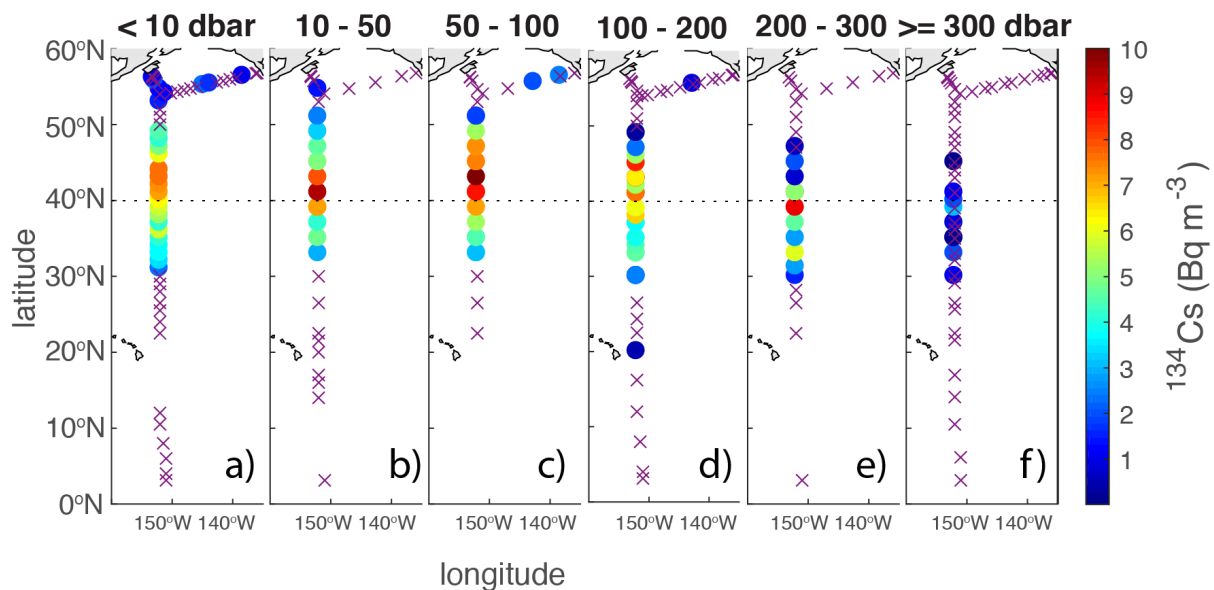 < 10 dbar 10 - 50 50 - 100 100 - 200 200 - 300 >= 300 dbar
60°N
50°N
40°N
30°N
20°N
10°N
0°N
latitude
a) b) c) d) e) f)
150°W 140°W 150°W 140°W 150°W 140°W 150°W 140°W 150°W 140°W 150°W 140°W
longitude
10
9
8
7
6
5
4
3
2
1
¹³⁴Cs (Bq m⁻³)